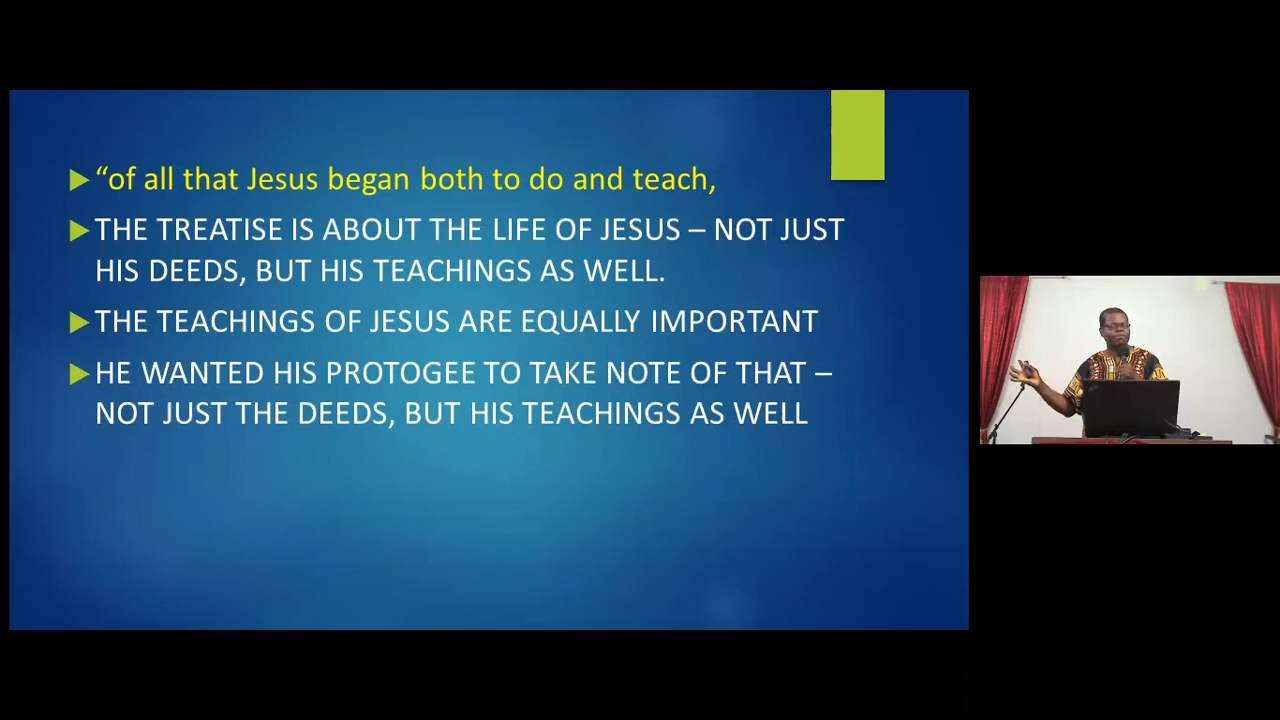 “of all that Jesus began both to do and teach,
THE TREATISE IS ABOUT THE LIFE OF JESUS – NOT JUST
HIS DEEDS, BUT HIS TEACHINGS AS WELL.
THE TEACHINGS OF JESUS ARE EQUALLY IMPORTANT
HE WANTED HIS PROTOGEE TO TAKE NOTE OF THAT –
NOT JUST THE DEEDS, BUT HIS TEACHINGS AS WELL